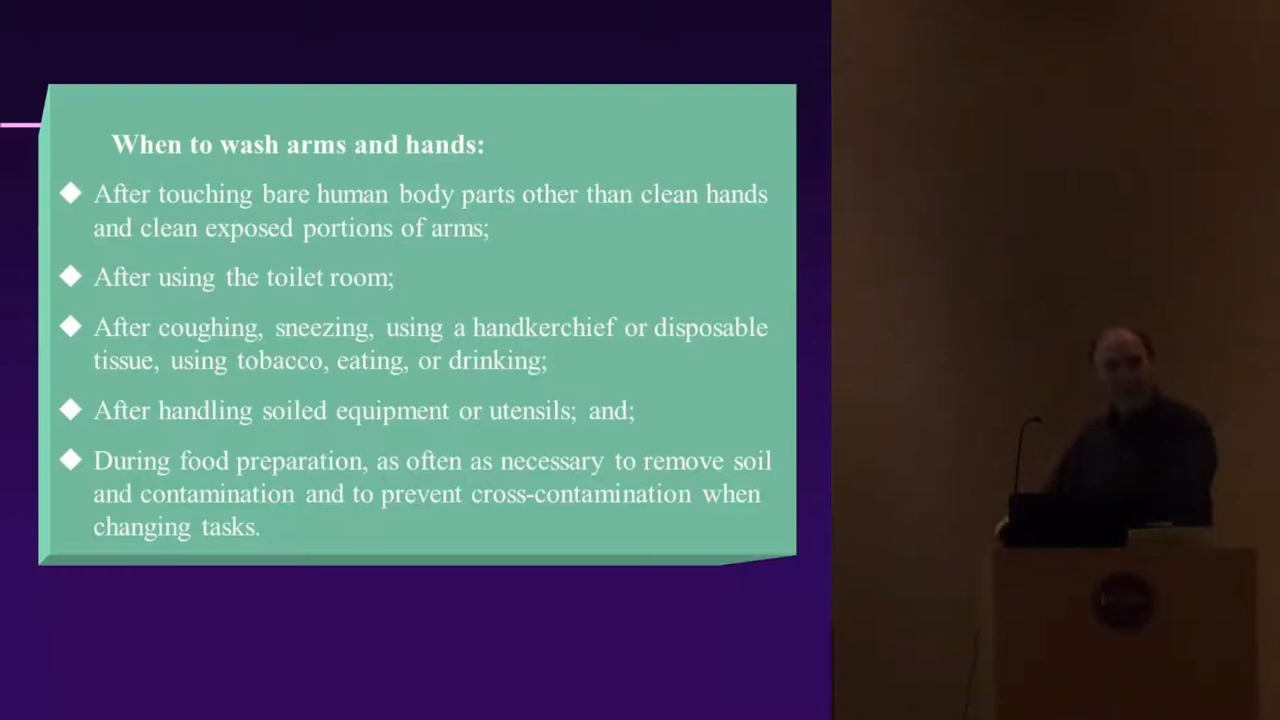 When to wash arms and hands:
After touching bare human body parts other than clean hands
and clean exposed portions of arms;
After using the toilet room;
After coughing, sneezing, using a handkerchief or disposable
tissue, using tobacco, eating, or drinking;
After handling soiled equipment or utensils; and;
During food preparation, as often as necessary to remove soil
and contamination and to prevent cross-contamination when
changing tasks.